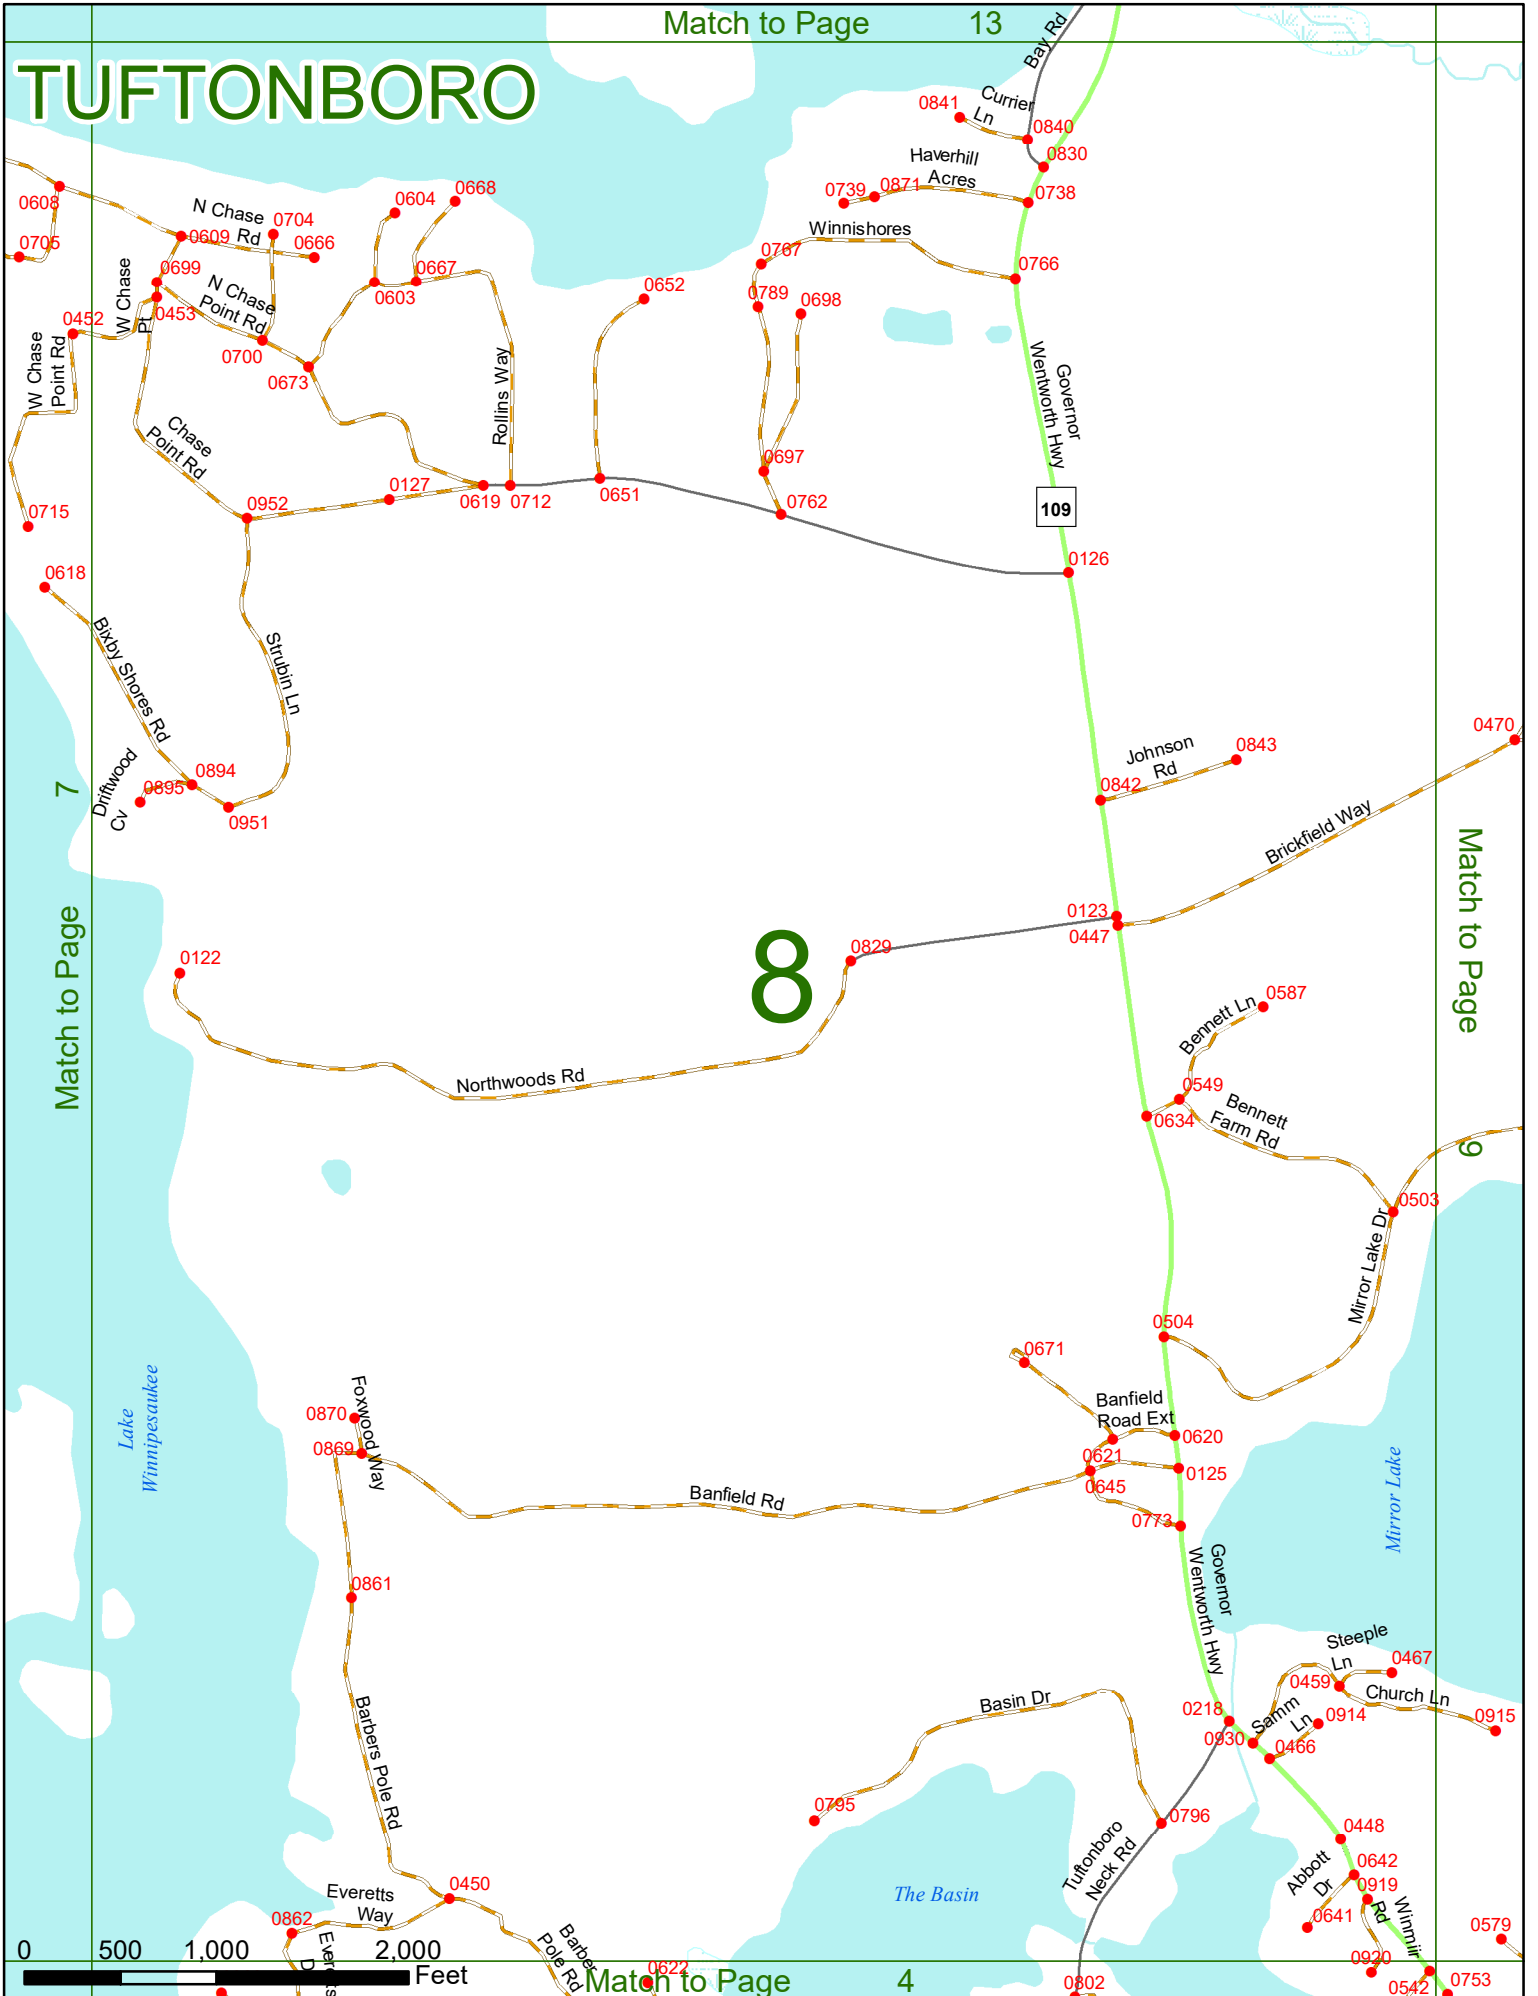 Match to Page 13
TUFTONBORO
Bay Rd
0841
Currier
Ln
0840
0830
Haverhill
Acres
0739
0871
0738
Winnishores
0767
0766
0789
0698
0608
0705
N Chase
Rd
0704
0609
0666
0604
0668
0699
0603
0667
0652
W Chase
Pt
0453
N Chase
Point Rd
0452
W Chase
Point Rd
0700
0673
Rollins Way
Governor
Wentworth Hwy
Chase
Point Rd
0697
0127
0619
0712
0651
0952
0762
109
0715
0126
0618
Bixby Shores Rd
Strubin Ln
0470
Johnson
Rd
0843
0842
0894
Driftwood
Cv
0895
0951
Brickfield Way
7
Match to Page
Match to Page
9
0123
0447
8
0829
0122
0587
Bennett Ln
Northwoods Rd
0549
0634
Bennett
Farm Rd
0503
Mirror Lake Dr
0504
0671
Lake
Winnipesaukee
Foxwood Way
0870
0869
Banfield
Road Ext
0620
0621
0125
0645
Banfield Rd
0773
Mirror Lake
Governor
Wentworth Hwy
0861
Steeple
Ln
0467
0459
Church Ln
0915
Barbers Pole Rd
Basin Dr
0218
0930
Samm
Ln
0914
0466
0795
0796
Tuftonboro
Neck Rd
0448
Abbott
Dr
0642
0919
The Basin
0450
Everetts
Way
0862
0641
Winmiir
Rd
0579
Barber
Pole Rd
0622
0920
0542
0753
0802
0 500 1,000 2,000
Feet
Match to Page 4